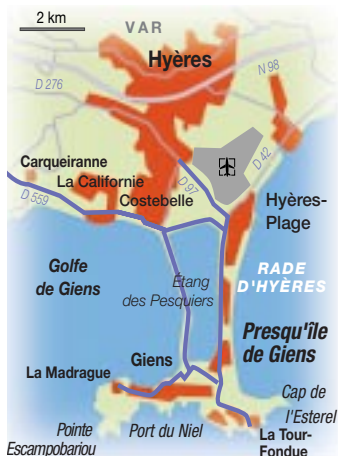 2 km
VAR
Hyères
D 276
N 98
Carqueiranne
La Californie
Costebelle
D 97
D 42
D 559
Hyères-
Plage
Golfe
de Giens
Étang
des Pesquiers
RADE
D'HYÈRES
Presqu'île
de Giens
Giens
La Madrague
Cap de
l'Esterel
Pointe
Escampobariou
Port du Niel
La Tour-
Fondue